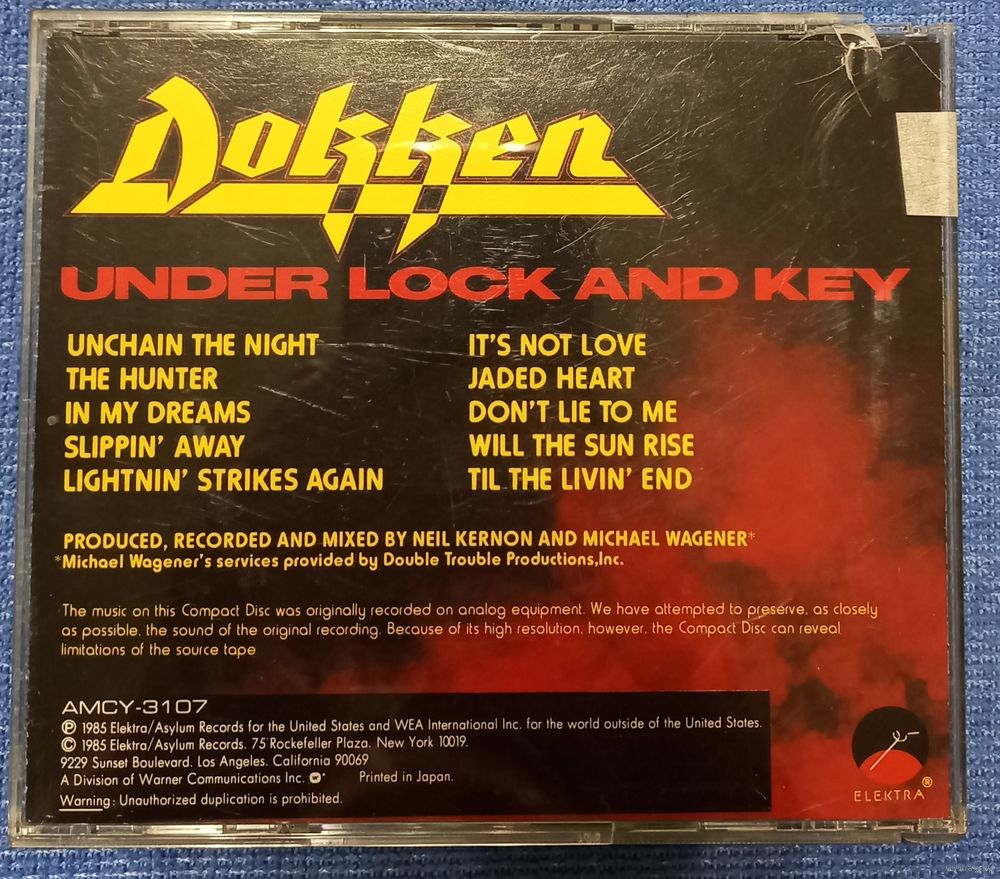 Dokken
UNDER LOCK AND KEY
UNCHAIN THE NIGHT
THE HUNTER
IN MY DREAMS
SLIPPIN' AWAY
LIGHTNIN' STRIKES AGAIN
IT'S NOT LOVE
JADED HEART
DON'T LIE TO ME
WILL THE SUN RISE
TIL THE LIVIN' END
PRODUCED, RECORDED AND MIXED BY NEIL KERNON AND MICHAEL WAGENER*
*Michael Wagener's services provided by Double Trouble Productions,Inc.
The music on this Compact Disc was originally recorded on analog equipment. We have attempted to preserve, as closely
as possible, the sound of the original recording. Because of its high resolution, however, the Compact Disc can reveal
limitations of the source tape
AMCY-3107
℗ 1985 Elektra/Asylum Records for the United States and WEA International Inc. for the world outside of the United States.
© 1985 Elektra/Asylum Records. 75 Rockefeller Plaza. New York 10019.
9229 Sunset Boulevard. Los Angeles. California 90069
A Division of Warner Communications Inc. Printed in Japan.
Warning: Unauthorized duplication is prohibited.
ELEKTRA®